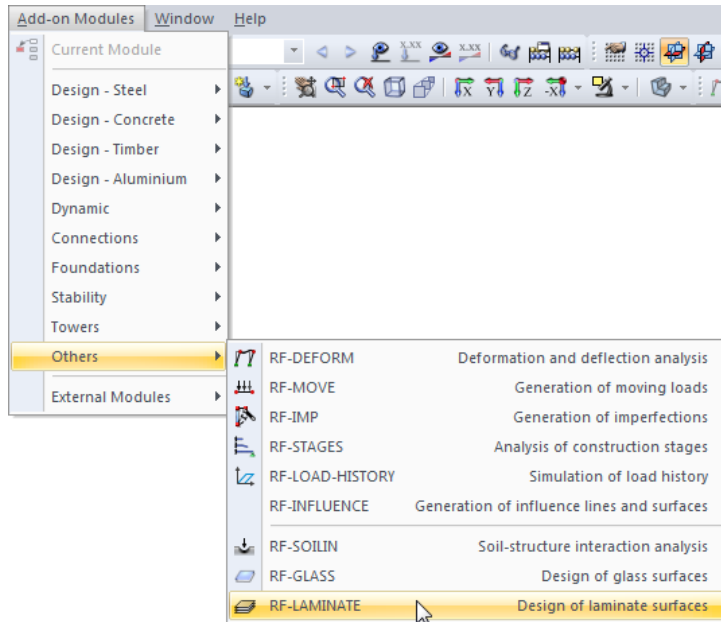 Add-on Modules Window Help
Current Module
x.xx x.xx
Design - Steel
X Y Z -X
Design - Concrete
Design - Timber
Design - Aluminium
Dynamic
Connections
Foundations
Stability
Towers
Others
External Modules
RF-DEFORM Deformation and deflection analysis
RF-MOVE Generation of moving loads
RF-IMP Generation of imperfections
RF-STAGES Analysis of construction stages
RF-LOAD-HISTORY Simulation of load history
RF-INFLUENCE Generation of influence lines and surfaces
RF-SOILIN Soil-structure interaction analysis
RF-GLASS Design of glass surfaces
RF-LAMINATE Design of laminate surfaces